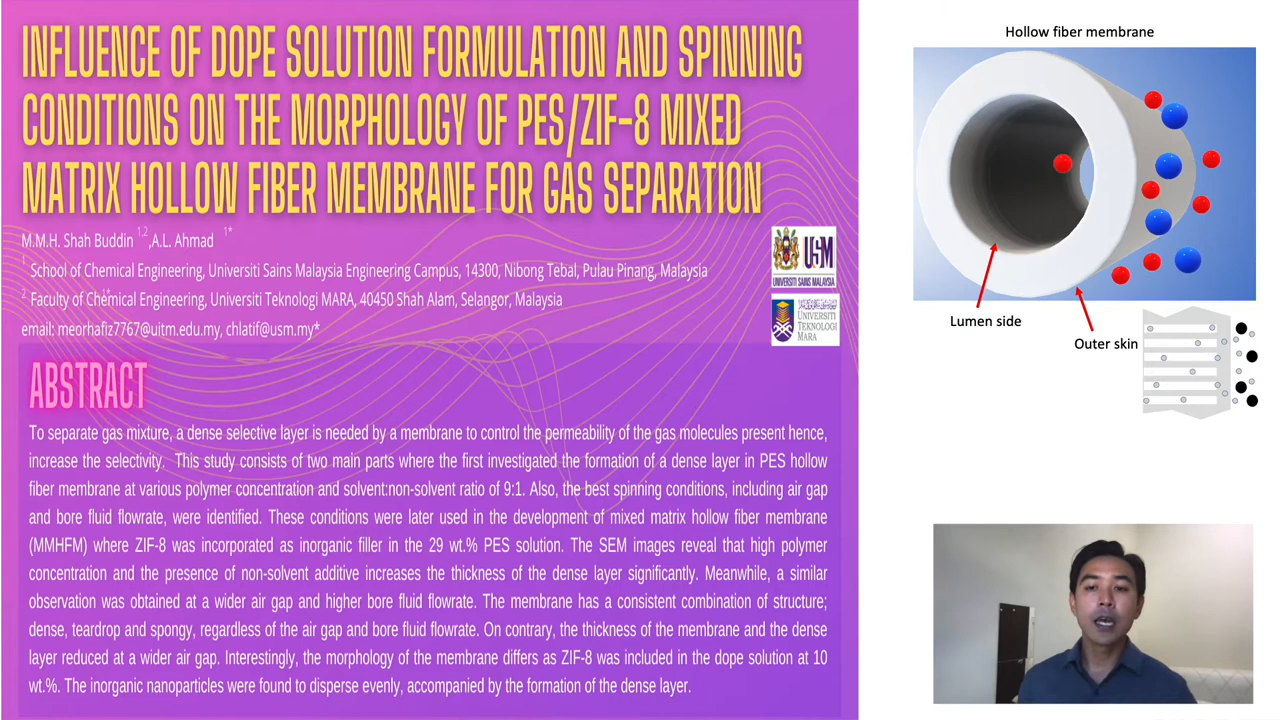 INFLUENCE OF DOPE SOLUTION FORMULATION AND SPINNING
CONDITIONS ON THE MORPHOLOGY OF PES/ZIF-8 MIXED
MATRIX HOLLOW FIBER MEMBRANE FOR GAS SEPARATION
M.M.H. Shah Buddin 1,2 ,A.L. Ahmad 1*
1 School of Chemical Engineering, Universiti Sains Malaysia Engineering Campus, 14300, Nibong Tebal, Pulau Pinang, Malaysia
2 Faculty of Chemical Engineering, Universiti Teknologi MARA, 40450 Shah Alam, Selangor, Malaysia
email: meorhafiz7767@uitm.edu.my, chlatif@usm.my*
USM
UNIVERSITI SAINS MALAYSIA
UNIVERSITI
TEKNOLOGI
MARA
ABSTRACT
To separate gas mixture, a dense selective layer is needed by a membrane to control the permeability of the gas molecules present hence,
increase the selectivity. This study consists of two main parts where the first investigated the formation of a dense layer in PES hollow
fiber membrane at various polymer concentration and solvent:non-solvent ratio of 9:1. Also, the best spinning conditions, including air gap
and bore fluid flowrate, were identified. These conditions were later used in the development of mixed matrix hollow fiber membrane
(MMHFM) where ZIF-8 was incorporated as inorganic filler in the 29 wt.% PES solution. The SEM images reveal that high polymer
concentration and the presence of non-solvent additive increases the thickness of the dense layer significantly. Meanwhile, a similar
observation was obtained at a wider air gap and higher bore fluid flowrate. The membrane has a consistent combination of structure;
dense, teardrop and spongy, regardless of the air gap and bore fluid flowrate. On contrary, the thickness of the membrane and the dense
layer reduced at a wider air gap. Interestingly, the morphology of the membrane differs as ZIF-8 was included in the dope solution at 10
wt.%. The inorganic nanoparticles were found to disperse evenly, accompanied by the formation of the dense layer.
Hollow fiber membrane
Lumen side
Outer skin